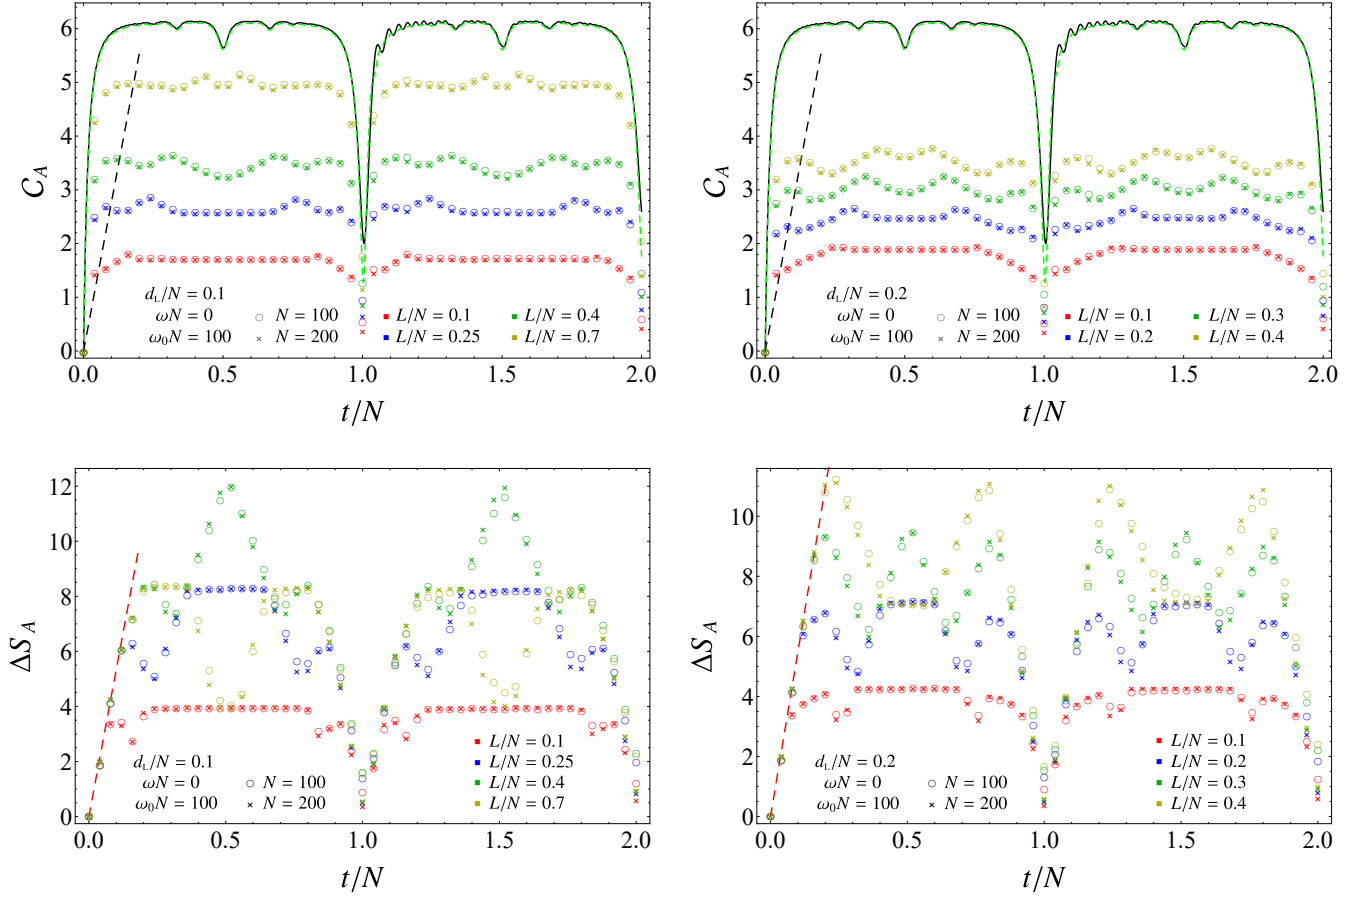 C_A
6
5
4
3
2
1
0
d_L/N = 0.1
ωN = 0
ω₀N = 100
N = 100
N = 200
L/N = 0.1
L/N = 0.25
L/N = 0.4
L/N = 0.7
0.0 0.5 1.0 1.5 2.0
t/N
C_A
6
5
4
3
2
1
0
d_L/N = 0.2
ωN = 0
ω₀N = 100
N = 100
N = 200
L/N = 0.1
L/N = 0.2
L/N = 0.3
L/N = 0.4
0.0 0.5 1.0 1.5 2.0
t/N
ΔS_A
12
10
8
6
4
2
0
d_L/N = 0.1
ωN = 0
ω₀N = 100
N = 100
N = 200
L/N = 0.1
L/N = 0.25
L/N = 0.4
L/N = 0.7
0.0 0.5 1.0 1.5 2.0
t/N
ΔS_A
10
8
6
4
2
0
d_L/N = 0.2
ωN = 0
ω₀N = 100
N = 100
N = 200
L/N = 0.1
L/N = 0.2
L/N = 0.3
L/N = 0.4
0.0 0.5 1.0 1.5 2.0
t/N